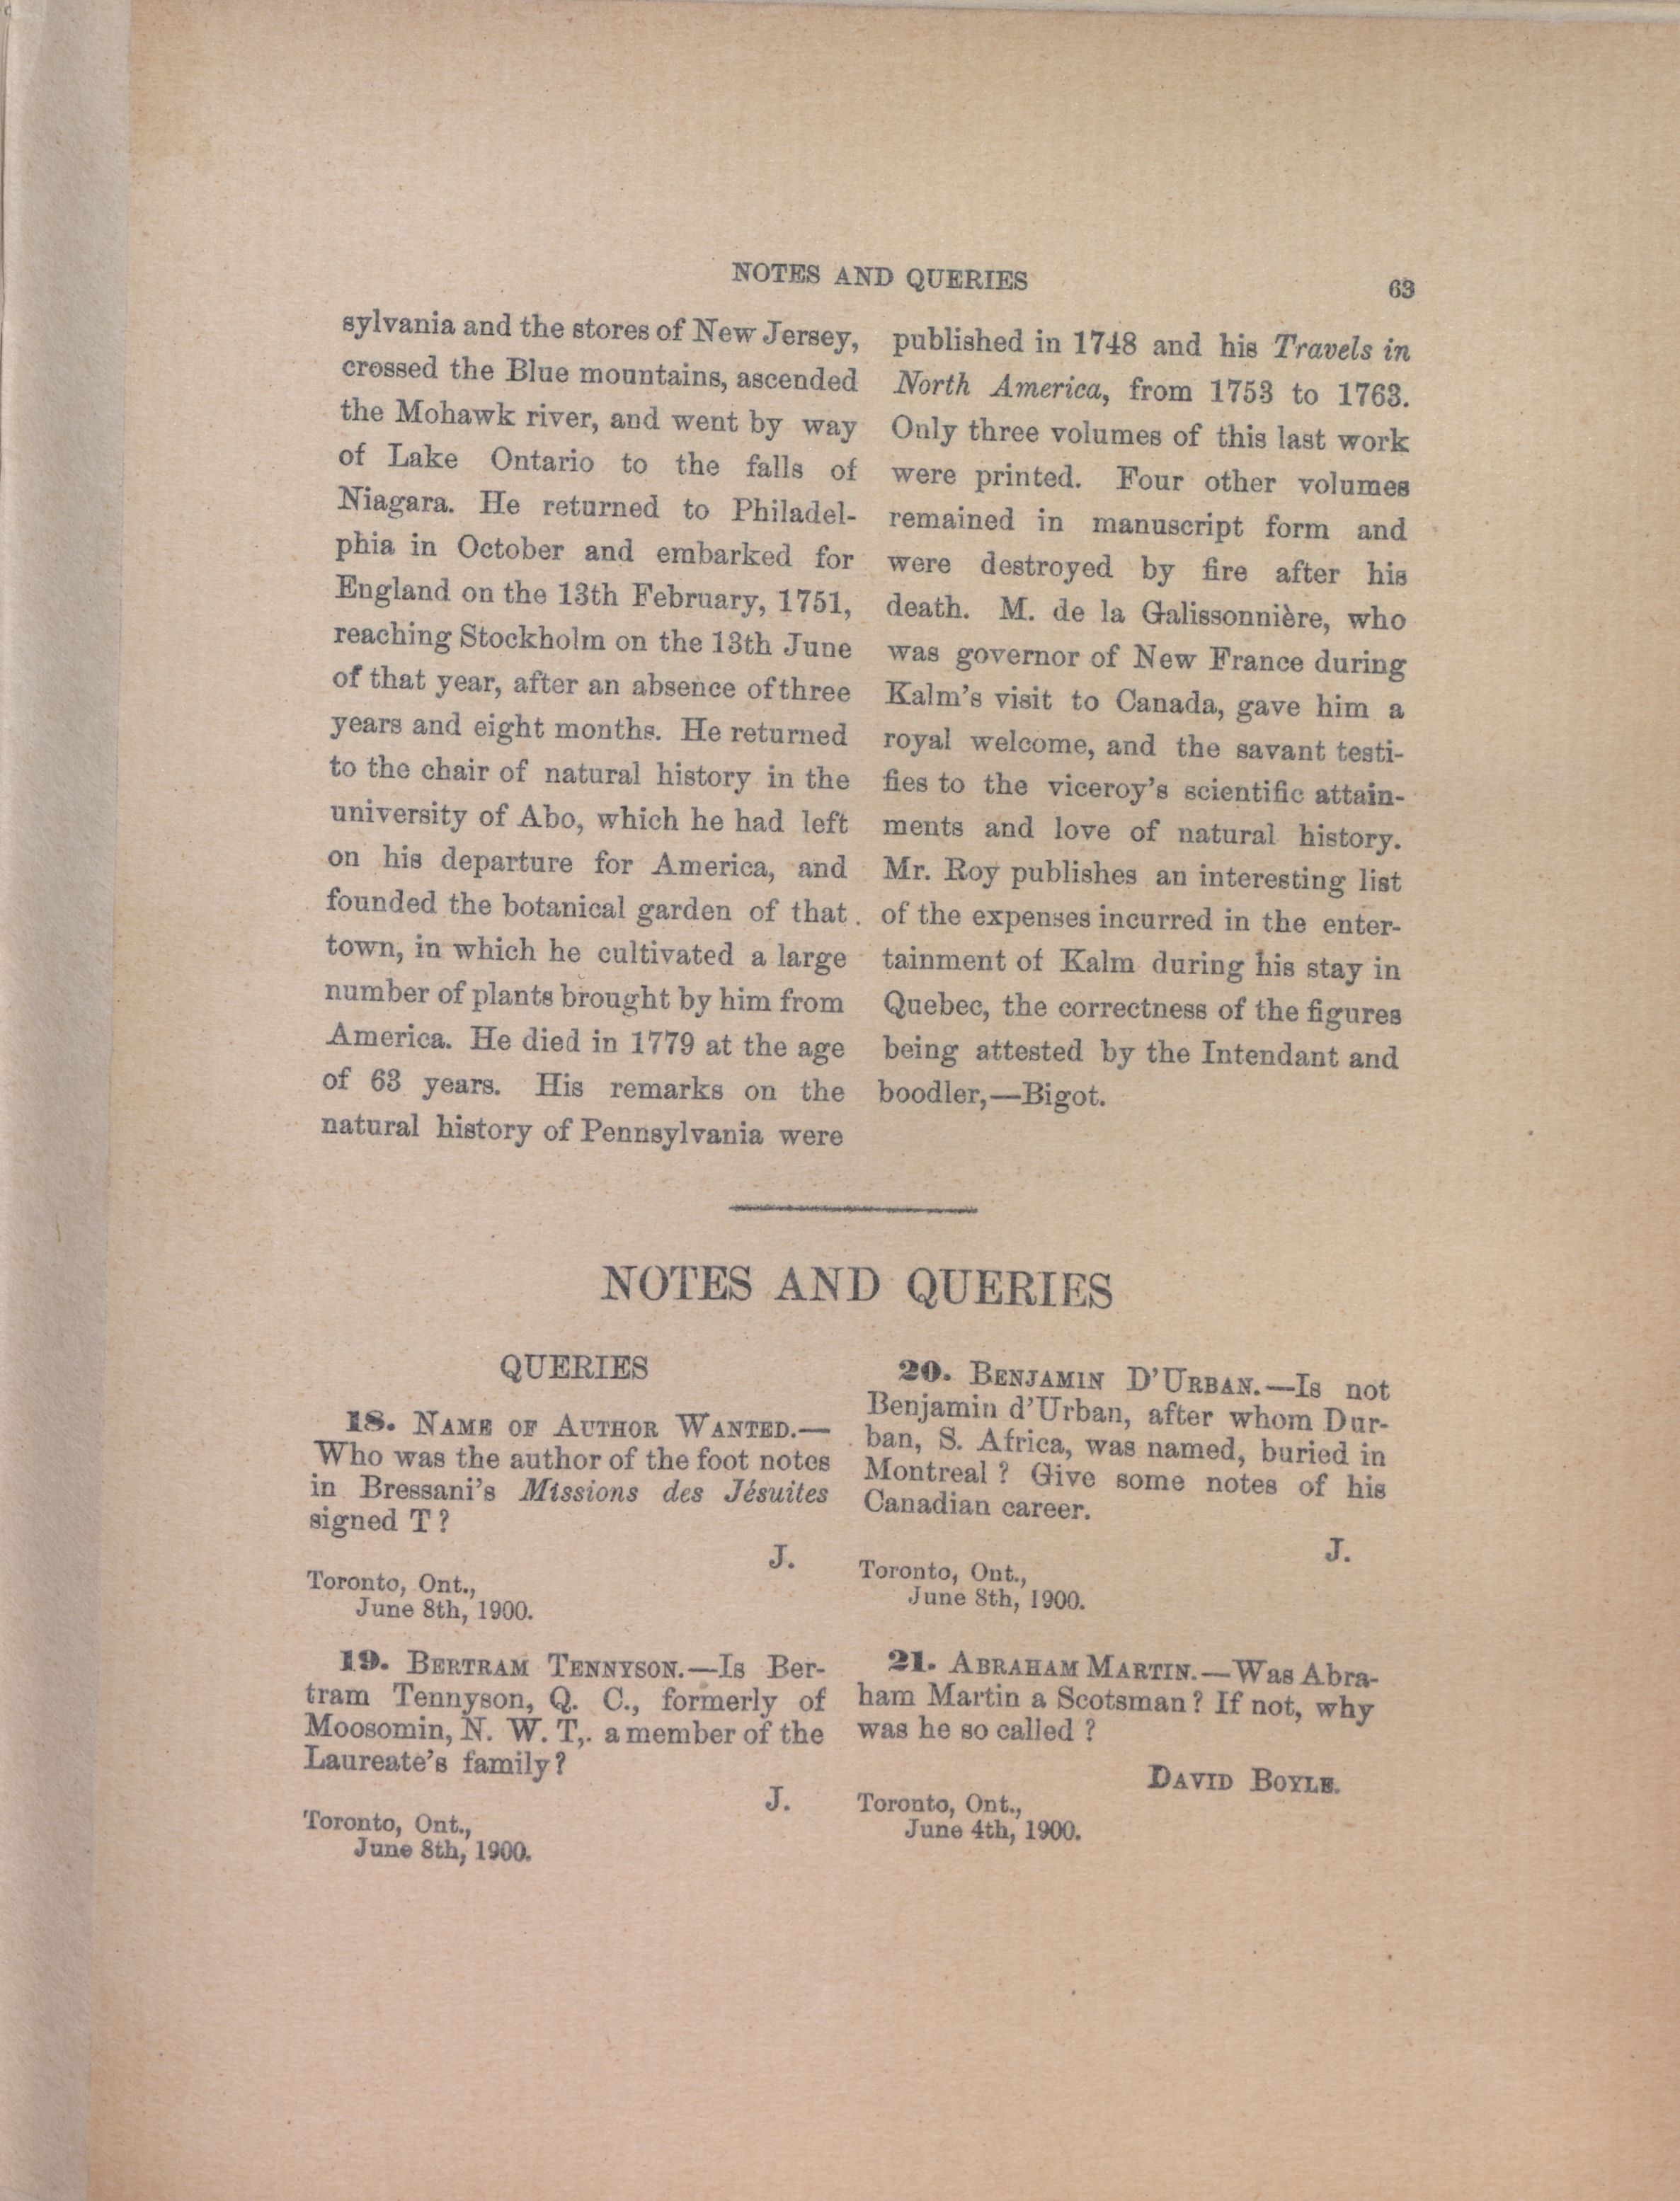 NOTES AND QUERIES
63
sylvania and the stores of New Jersey,
crossed the Blue mountains, ascended
the Mohawk river, and went by way
of Lake Ontario to the falls of
Niagara. He returned to Philadel-
phia in October and embarked for
England on the 13th February, 1751,
reaching Stockholm on the 13th June
of that year, after an absence of three
years and eight months. He returned
to the chair of natural history in the
university of Abo, which he had left
on his departure for America, and
founded the botanical garden of that
town, in which he cultivated a large
number of plants brought by him from
America. He died in 1779 at the age
of 63 years. His remarks on the
natural history of Pennsylvania were
published in 1748 and his Travels in
North America, from 1753 to 1763.
Only three volumes of this last work
were printed. Four other volumes
remained in manuscript form and
were destroyed by fire after his
death. M. de la Galissonnière, who
was governor of New France during
Kalm's visit to Canada, gave him a
royal welcome, and the savant testi-
fies to the viceroy's scientific attain-
ments and love of natural history.
Mr. Roy publishes an interesting list
of the expenses incurred in the enter-
tainment of Kalm during his stay in
Quebec, the correctness of the figures
being attested by the Intendant and
boodler,—Bigot.
NOTES AND QUERIES
QUERIES
18. NAME OF AUTHOR WANTED.—
Who was the author of the foot notes
in Bressani's Missions des Jésuites
signed T?
J.
Toronto, Ont.,
June 8th, 1900.
19. BERTRAM TENNYSON.—Is Ber-
tram Tennyson, Q. C., formerly of
Moosomin, N. W. T,. a member of the
Laureate's family?
J.
Toronto, Ont.,
June 8th, 1900.
20. BENJAMIN D'URBAN.—Is not
Benjamin d'Urban, after whom Dur-
ban, S. Africa, was named, buried in
Montreal? Give some notes of his
Canadian career.
J.
Toronto, Ont.,
June 8th, 1900.
21. ABRAHAM MARTIN.—Was Abra-
ham Martin a Scotsman? If not, why
was he so called?
DAVID BOYLE.
Toronto, Ont.,
June 4th, 1900.